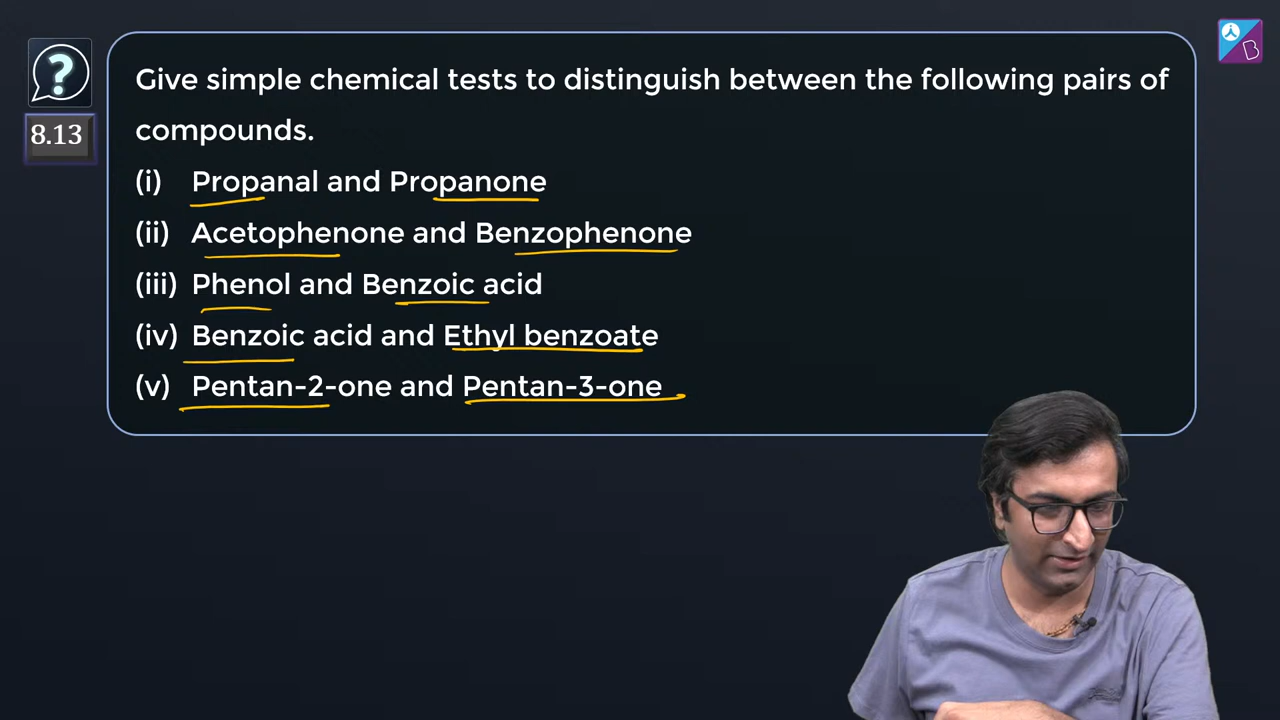 ?
8.13
Give simple chemical tests to distinguish between the following pairs of
compounds.
(i) Propanal and Propanone
(ii) Acetophenone and Benzophenone
(iii) Phenol and Benzoic acid
(iv) Benzoic acid and Ethyl benzoate
(v) Pentan-2-one and Pentan-3-one
B